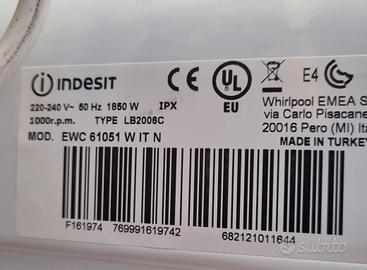 INDESIT
CE
UL
EU
E4
220-240 V~ 50 Hz 1850 W IPX
1000r.p.m. TYPE LB2006C
MOD. EWC 61051 W IT N
Whirlpool EMEA S
via Carlo Pisacane
20016 Pero (MI) Ita
MADE IN TURKEY
F161974 769991619742
682121011644
subito